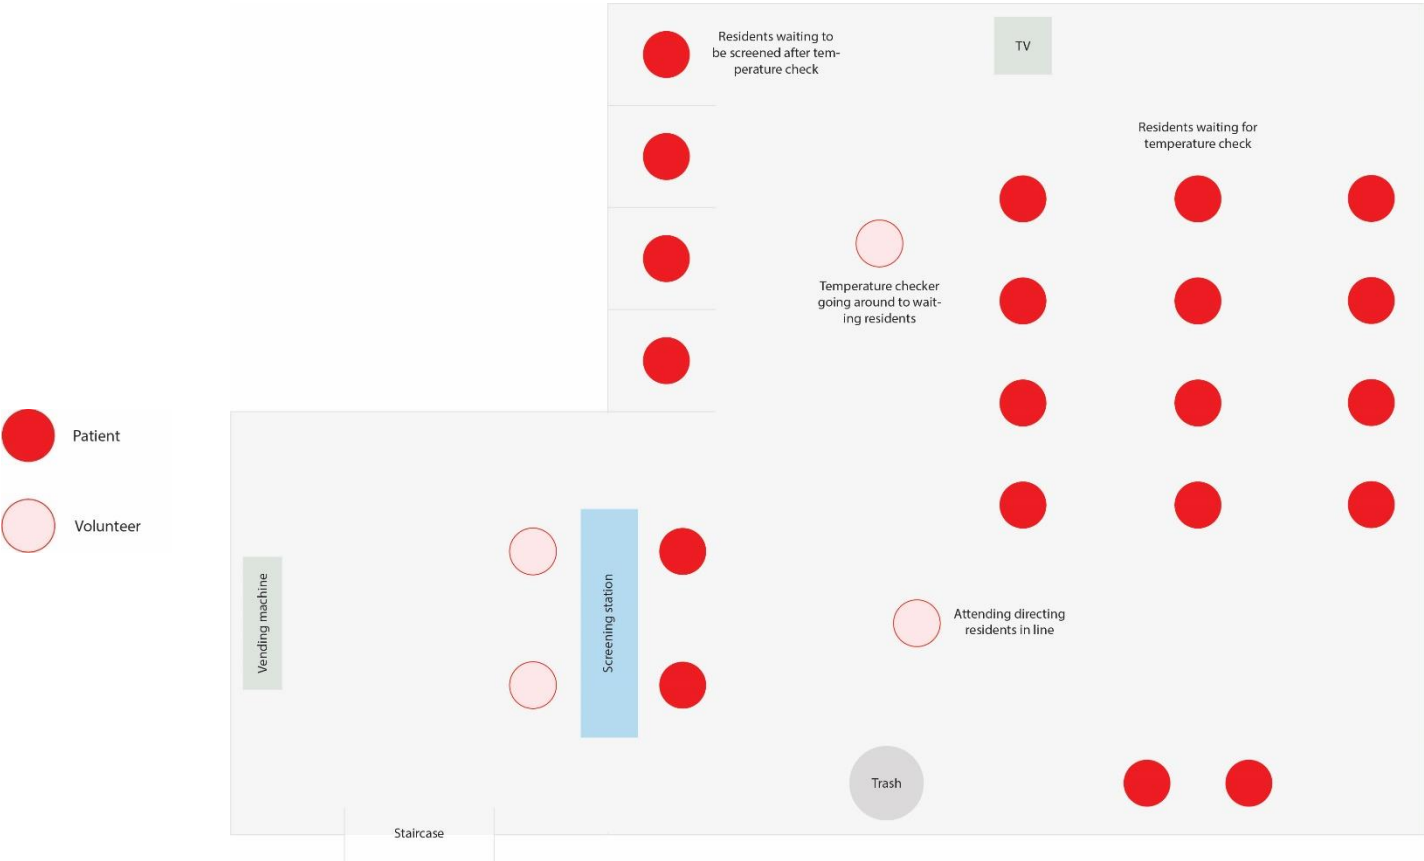 Residents waiting to
be screened after tem-
perature check
TV
Residents waiting for
temperature check
Temperature checker
going around to wait-
ing residents
Patient
Volunteer
Vending machine
Screening station
Attending directing
residents in line
Trash
Staircase